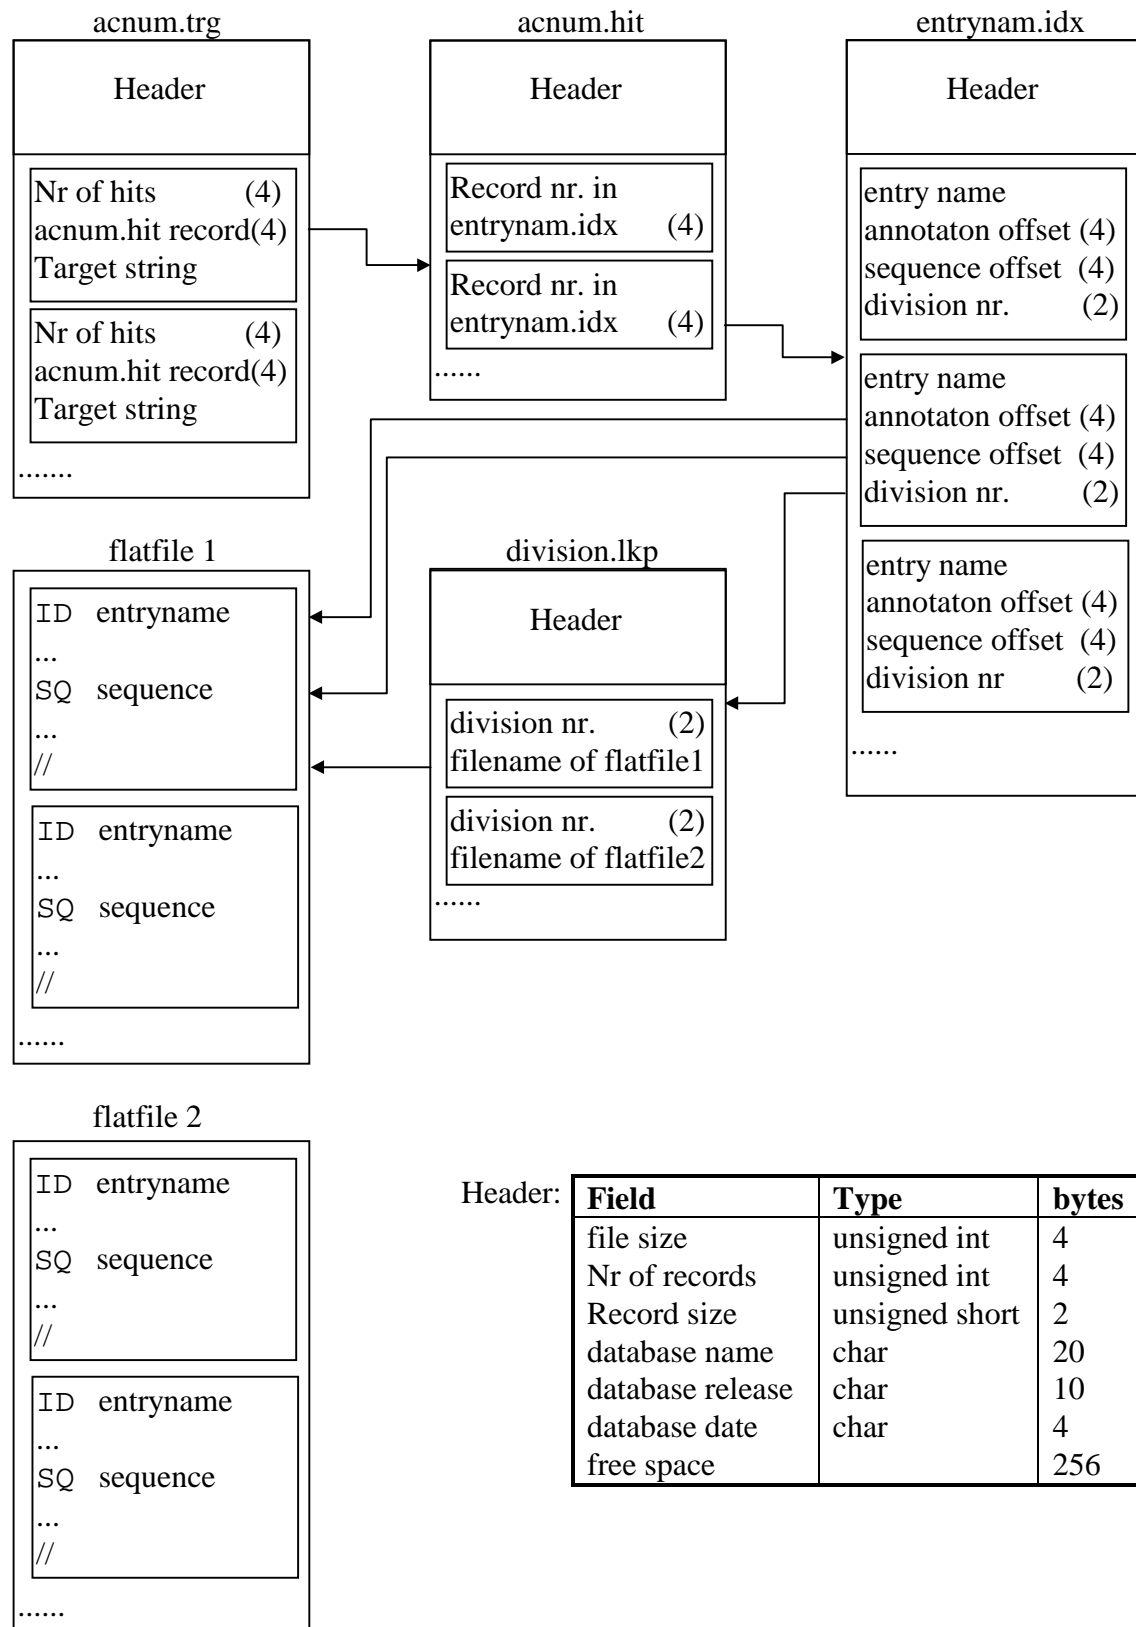 acnum.trg
Header
Nr of hits (4)
acnum.hit record(4)
Target string
Nr of hits (4)
acnum.hit record(4)
Target string
.......
acnum.hit
Header
Record nr. in
entrynam.idx (4)
Record nr. in
entrynam.idx (4)
......
entrynam.idx
Header
entry name
annotaton offset (4)
sequence offset (4)
division nr. (2)
entry name
annotaton offset (4)
sequence offset (4)
division nr. (2)
entry name
annotaton offset (4)
sequence offset (4)
division nr (2)
......
flatfile 1
ID entryname
...
SQ sequence
...
//
ID entryname
...
SQ sequence
...
//
......
division.lkp
Header
division nr. (2)
filename of flatfile1
division nr. (2)
filename of flatfile2
......
flatfile 2
ID entryname
...
SQ sequence
...
//
ID entryname
...
SQ sequence
...
//
......
Header:
Field Type bytes
file size unsigned int 4
Nr of records unsigned int 4
Record size unsigned short 2
database name char 20
database release char 10
database date char 4
free space 256